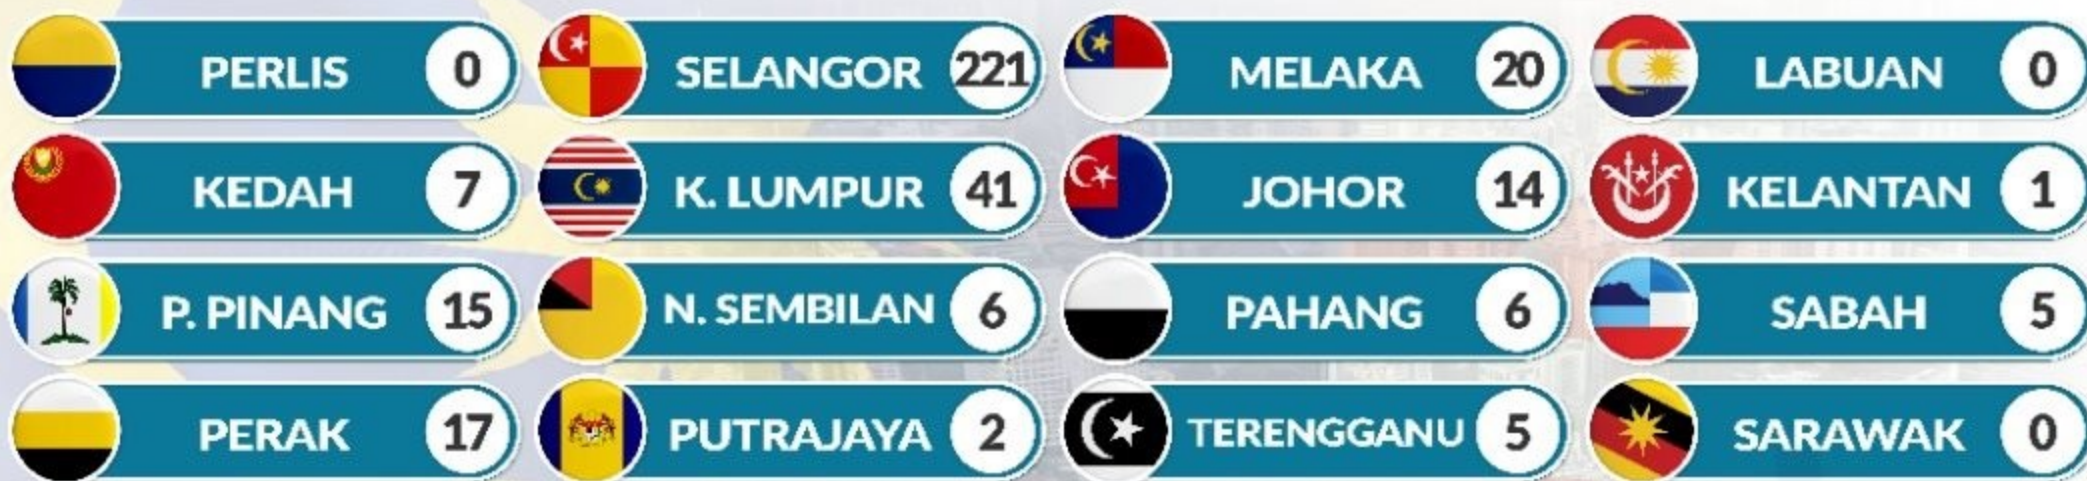 PERLIS 0
SELANGOR 221
MELAKA 20
LABUAN 0
KEDAH 7
K. LUMPUR 41
JOHOR 14
KELANTAN 1
P. PINANG 15
N. SEMBILAN 6
PAHANG 6
SABAH 5
PERAK 17
PUTRAJAYA 2
TERENGGANU 5
SARAWAK 0